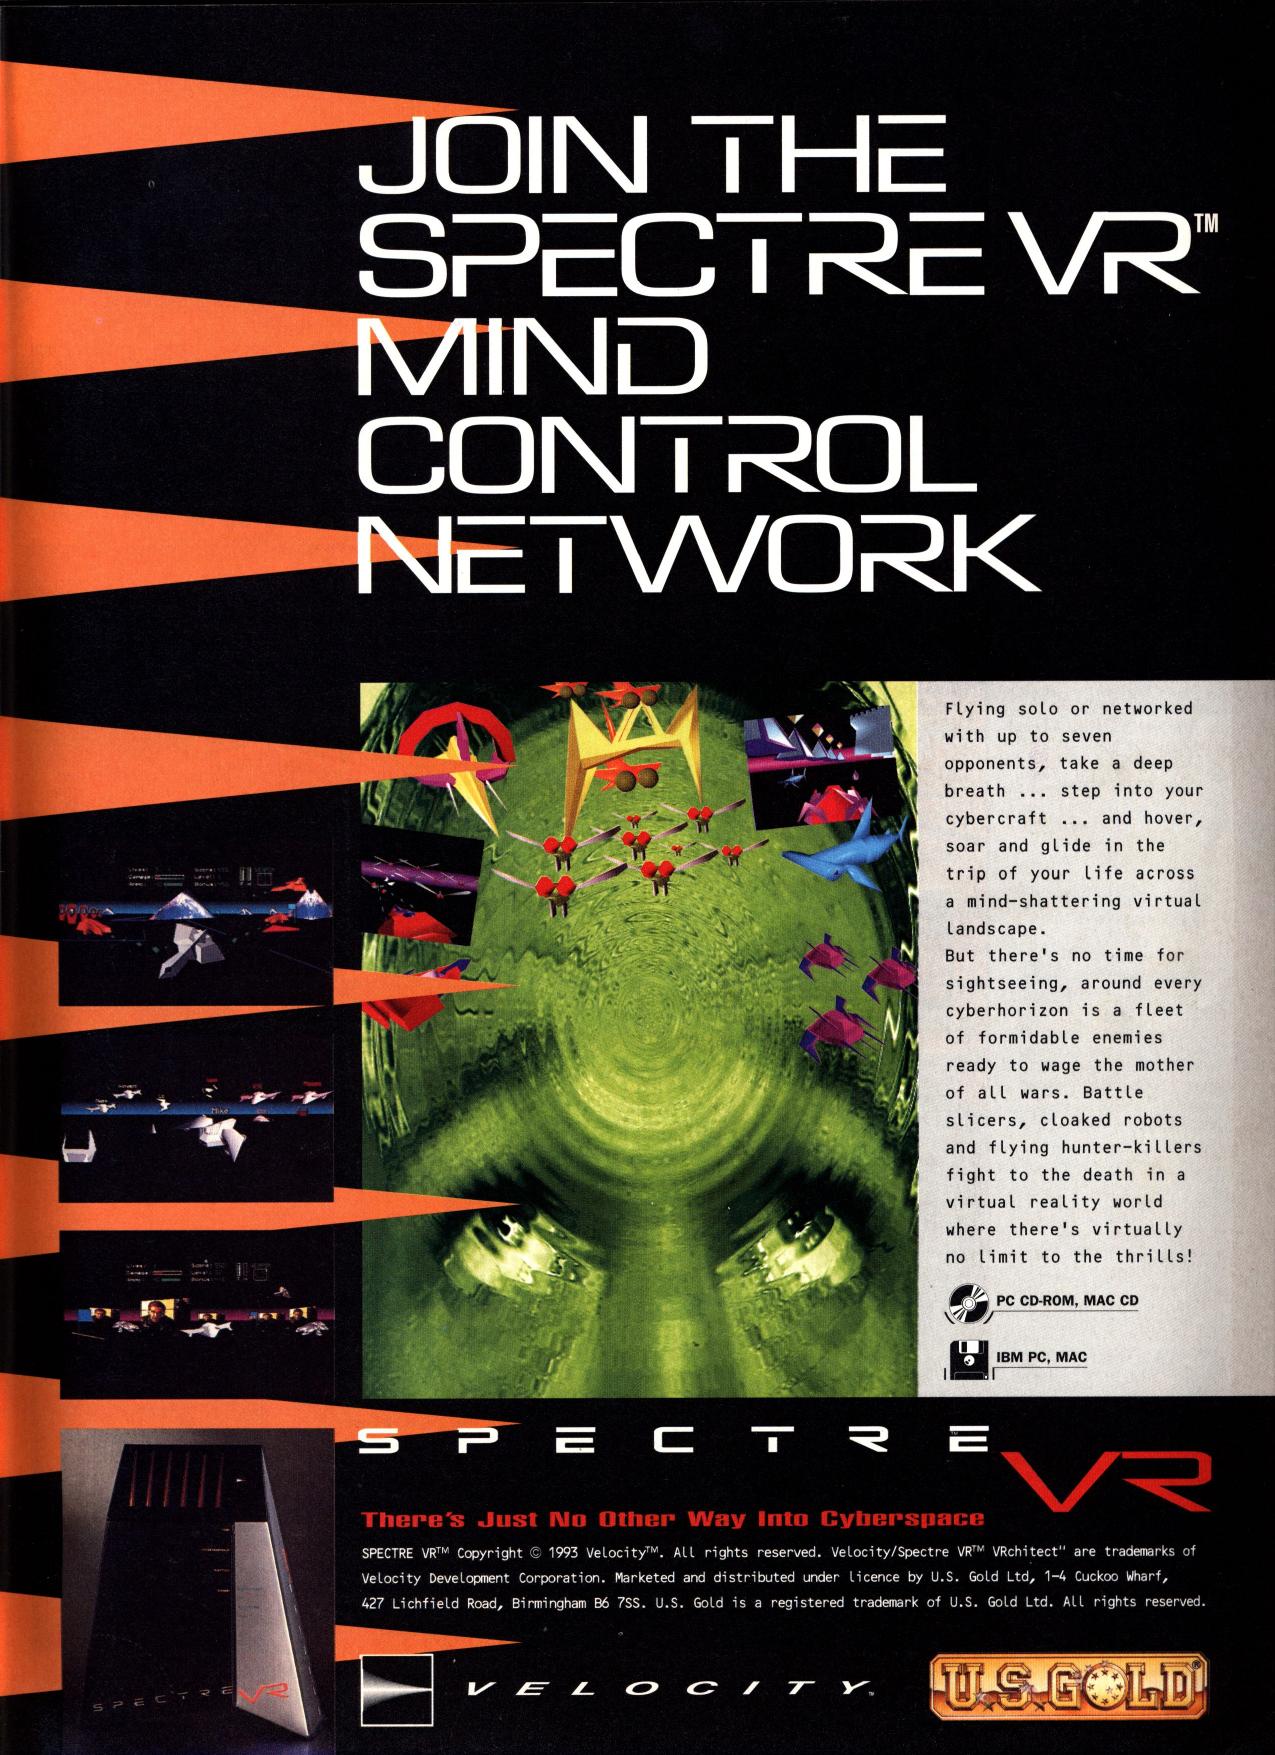 JOIN THE
SPECTRE VR™
MIND
CONTROL
NETWORK
Flying solo or networked
with up to seven
opponents, take a deep
breath ... step into your
cybercraft ... and hover,
soar and glide in the
trip of your life across
a mind-shattering virtual
landscape.
But there's no time for
sightseeing, around every
cyberhorizon is a fleet
of formidable enemies
ready to wage the mother
of all wars. Battle
slicers, cloaked robots
and flying hunter-killers
fight to the death in a
virtual reality world
where there's virtually
no limit to the thrills!
PC CD-ROM, MAC CD
IBM PC, MAC
Mike
SPECTRE™
VR
There's Just No Other Way Into Cyberspace
SPECTRE VR™ Copyright © 1993 Velocity™. All rights reserved. Velocity/Spectre VR™ VRchitect" are trademarks of
Velocity Development Corporation. Marketed and distributed under licence by U.S. Gold Ltd, 1-4 Cuckoo Wharf,
427 Lichfield Road, Birmingham B6 7SS. U.S. Gold is a registered trademark of U.S. Gold Ltd. All rights reserved.
SPECTRE VR
VELOCITY™
U.S. GOLD®